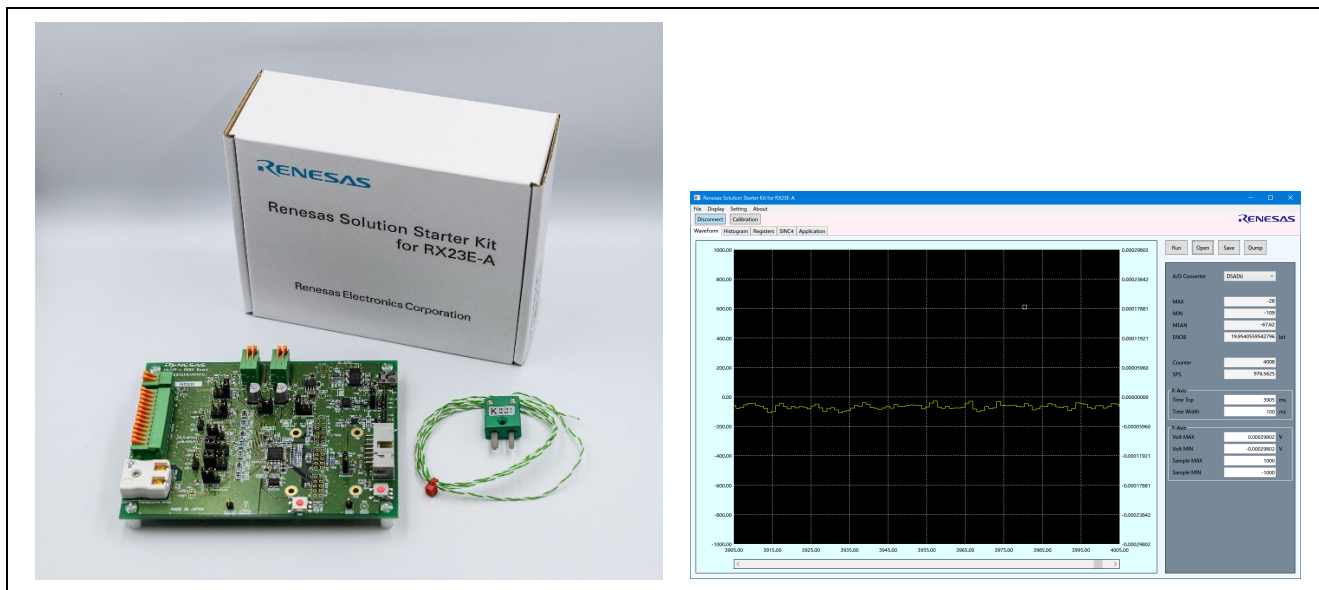 RENESAS
Renesas Solution Starter Kit
for RX23E-A
Renesas Electronics Corporation
RENESAS
K
MADE IN JAPAN
Renesas Solution Starter Kit for RX23E-A
File Display Setting About
Disconnect Calibration
RENESAS
Waveform Histogram Registers SINC4 Application
Run Open Save Dump
1000.00
800.00
600.00
400.00
200.00
0.00
-200.00
-400.00
-600.00
-800.00
-1000.00
0.00029802
0.00023842
0.00017881
0.00011921
0.00005960
0.00000000
-0.00005960
-0.00011921
-0.00017881
-0.00023842
-0.00029802
3905.00 3915.00 3925.00 3935.00 3945.00 3955.00 3965.00 3975.00 3985.00 3995.00 4005.00
A/D Converter DSAD0
MAX -28
MIN -109
MEAN -67.62
ENOB 19.9540559542796 bit
Counter 4008
SPS 976.5625
X-Axis
Time Top 3905 ms
Time Width 100 ms
Y-Axis
Volt MAX 0.00029802 V
Volt MIN -0.00029802 V
Sample MAX 1000
Sample MIN -1000